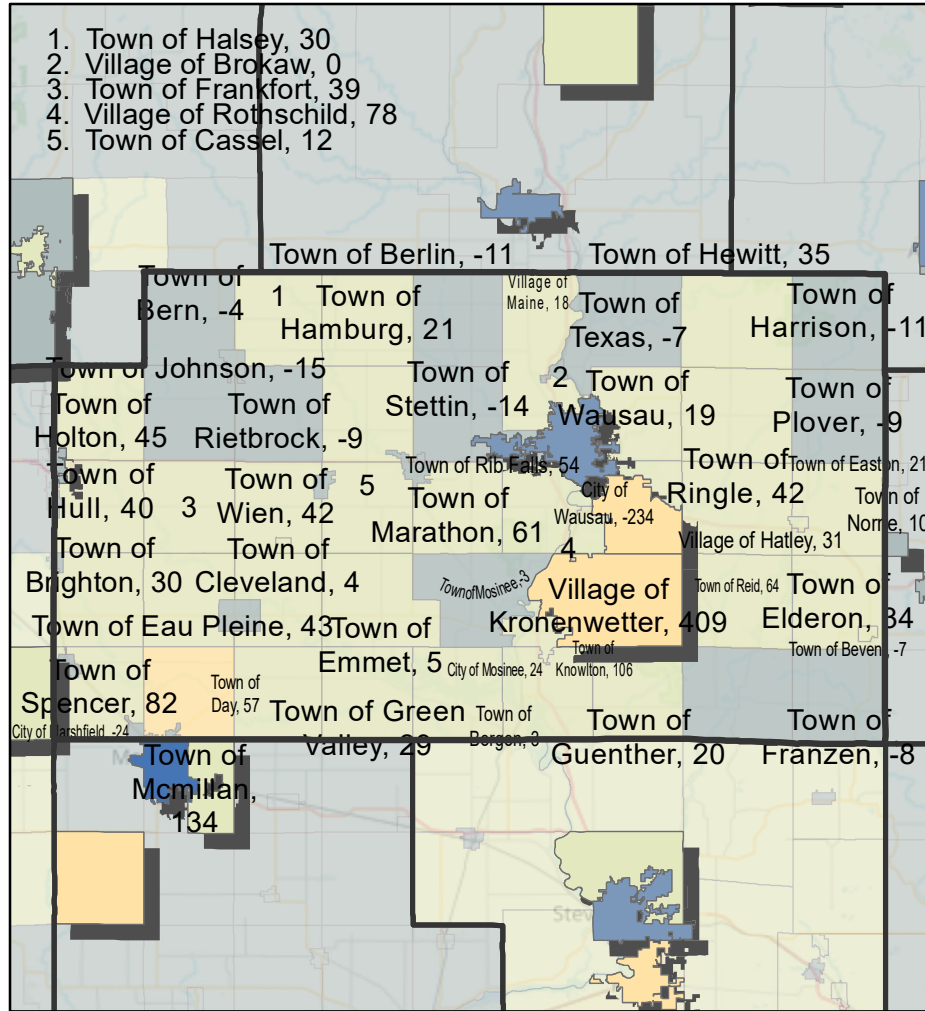 1. Town of Halsey, 30
2. Village of Brokaw, 0
3. Town of Frankfort, 39
4. Village of Rothschild, 78
5. Town of Cassel, 12
Town of Berlin, -11
Town of Hewitt, 35
Town of
Bern, -4
1
Town of
Hamburg, 21
Village of
Maine, 18
Town of
Texas, -7
Town of
Harrison, -11
Town of Johnson, -15
Town of
Holton, 45
Town of
Rietbrock, -9
Town of
Stettin, -14
2
Town of
Wausau, 19
Town of
Plover, -9
Town of Rib Falls, 54
Town of Easton, 21
Town of
Hull, 40
3
Town of
Wien, 42
5
Town of
Marathon, 61
City of
Wausau, -234
4
Town of
Ringle, 42
Town of
Norrie, 10
Village of Hatley, 31
Town of
Brighton, 30
Town of
Cleveland, 4
Town of Mosinee, -3
Village of
Kronenwetter, 409
Town of Reid, 64
Town of
Elderon, 34
Town of Eau Pleine, 43
Town of
Emmet, 5
City of Mosinee, 24
Town of
Knowlton, 106
Town of Bevent, -7
Town of
Spencer, 82
Town of
Day, 57
City of Marshfield, -24
Town of Green
Valley, 29
Town of
Bergen, 3
Town of
Guenther, 20
Town of
Franzen, -8
Town of
Mcmillan,
134